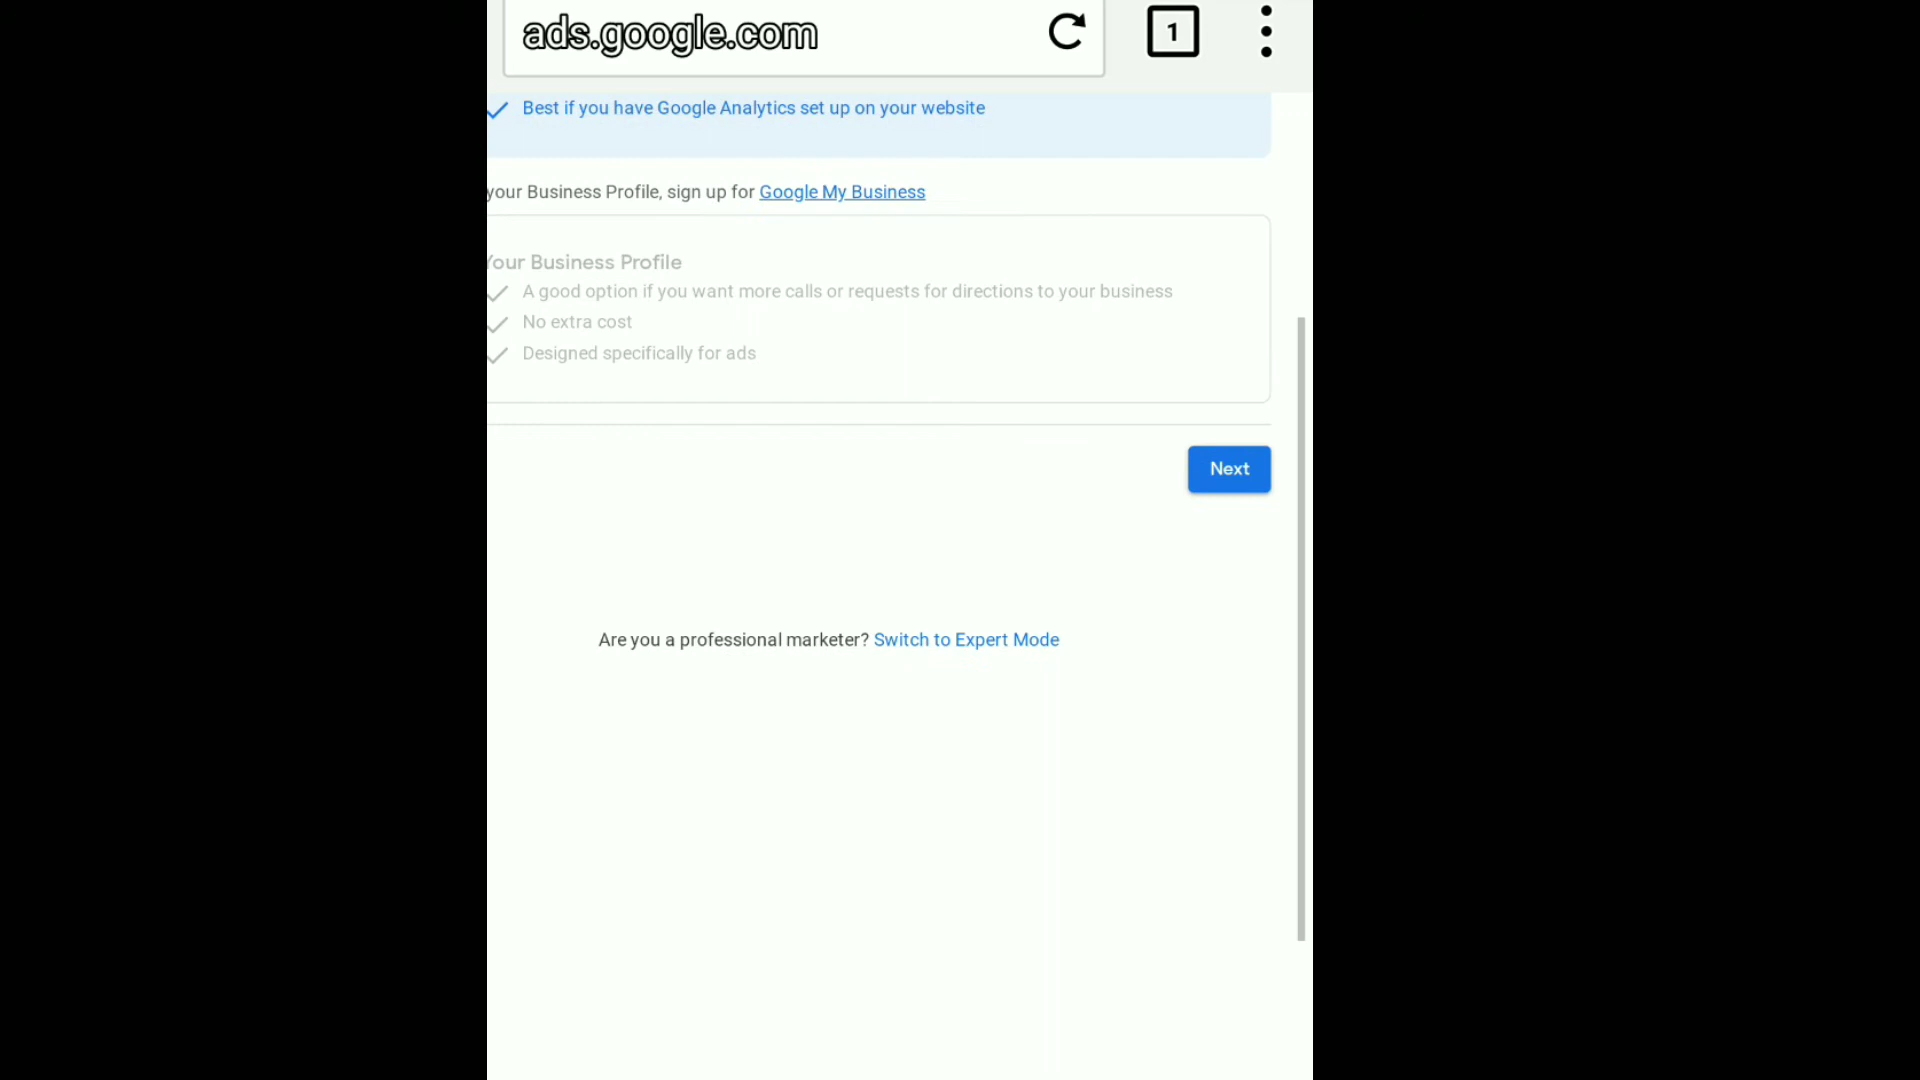 ads.google.com
1
Best if you have Google Analytics set up on your website
your Business Profile, sign up for Google My Business
Your Business Profile
A good option if you want more calls or requests for directions to your business
No extra cost
Designed specifically for ads
Next
Are you a professional marketer? Switch to Expert Mode